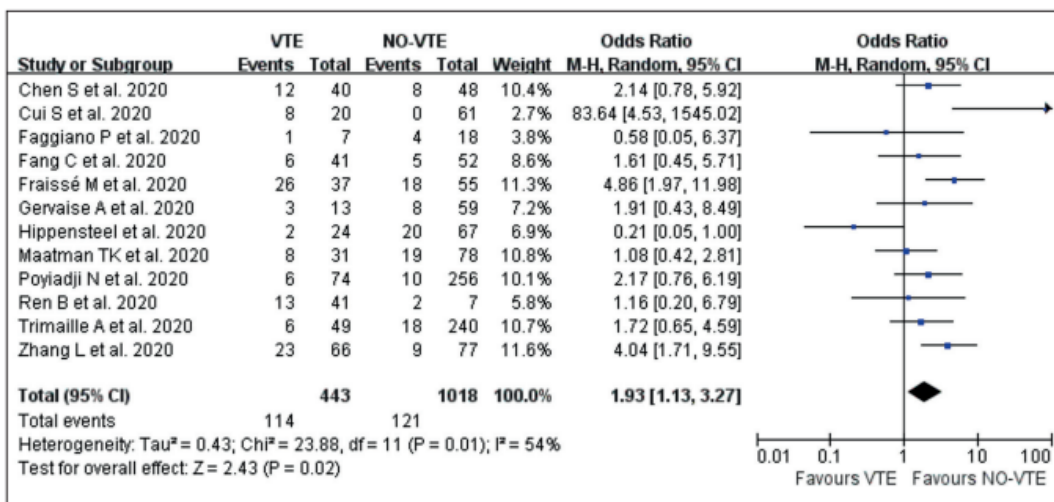 VTE NO-VTE Odds Ratio Odds Ratio
Study or Subgroup Events Total Events Total Weight M-H, Random, 95% CI M-H, Random, 95% CI
Chen S et al. 2020 12 40 8 48 10.4% 2.14 [0.78, 5.92]
Cui S et al. 2020 8 20 0 61 2.7% 83.64 [4.53, 1545.02]
Faggiano P et al. 2020 1 7 4 18 3.8% 0.58 [0.05, 6.37]
Fang C et al. 2020 6 41 5 52 8.6% 1.61 [0.45, 5.71]
Fraissé M et al. 2020 26 37 18 55 11.3% 4.86 [1.97, 11.98]
Gervaise A et al. 2020 3 13 8 59 7.2% 1.91 [0.43, 8.49]
Hippensteel et al. 2020 2 24 20 67 6.9% 0.21 [0.05, 1.00]
Maatman TK et al. 2020 8 31 19 78 11.0% 1.08 [0.42, 2.81]
Poyiadji N et al. 2020 6 74 10 256 10.1% 2.17 [0.76, 6.19]
Ren B et al. 2020 13 41 2 7 5.8% 1.16 [0.20, 6.79]
Trimaille A et al. 2020 6 49 18 240 10.7% 1.72 [0.65, 4.59]
Zhang L et al. 2020 23 66 9 77 11.6% 4.04 [1.71, 9.55]
Total (95% CI) 443 1018 100.0% 1.93 [1.13, 3.27]
Total events 114 121
Heterogeneity: Tau² = 0.43; Chi² = 23.88, df = 11 (P = 0.01); I² = 54%
Test for overall effect: Z = 2.43 (P = 0.02)
0.01 0.1 1 10 100
Favours VTE Favours NO-VTE